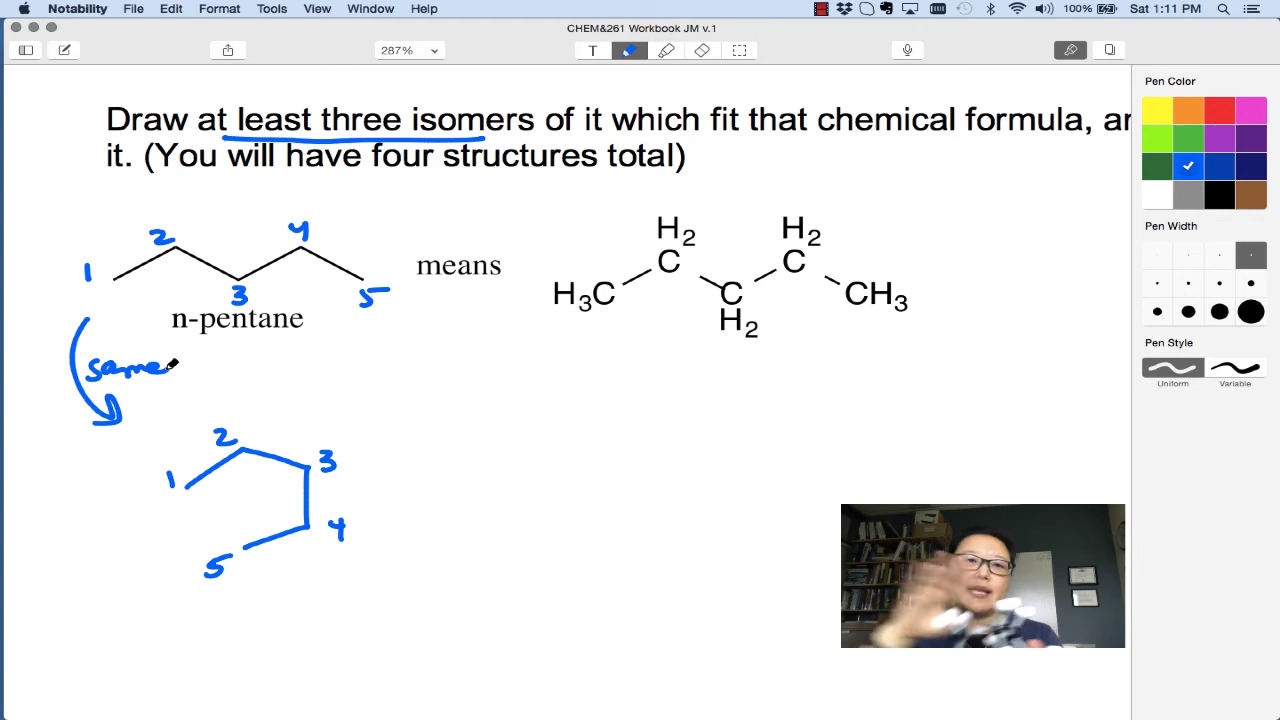 Notability File Edit Format Tools View Window Help 100% Sat 1:11 PM
CHEM&261 Workbook JM v.1
287% T
Draw at least three isomers of it which fit that chemical formula, an
it. (You will have four structures total)
1 2 3 4 5
n-pentane
means
H3C
H2
C
C
H2
H2
C
CH3
same
1 2 3 4 5
Pen Color
Pen Width
Pen Style
Uniform Variable